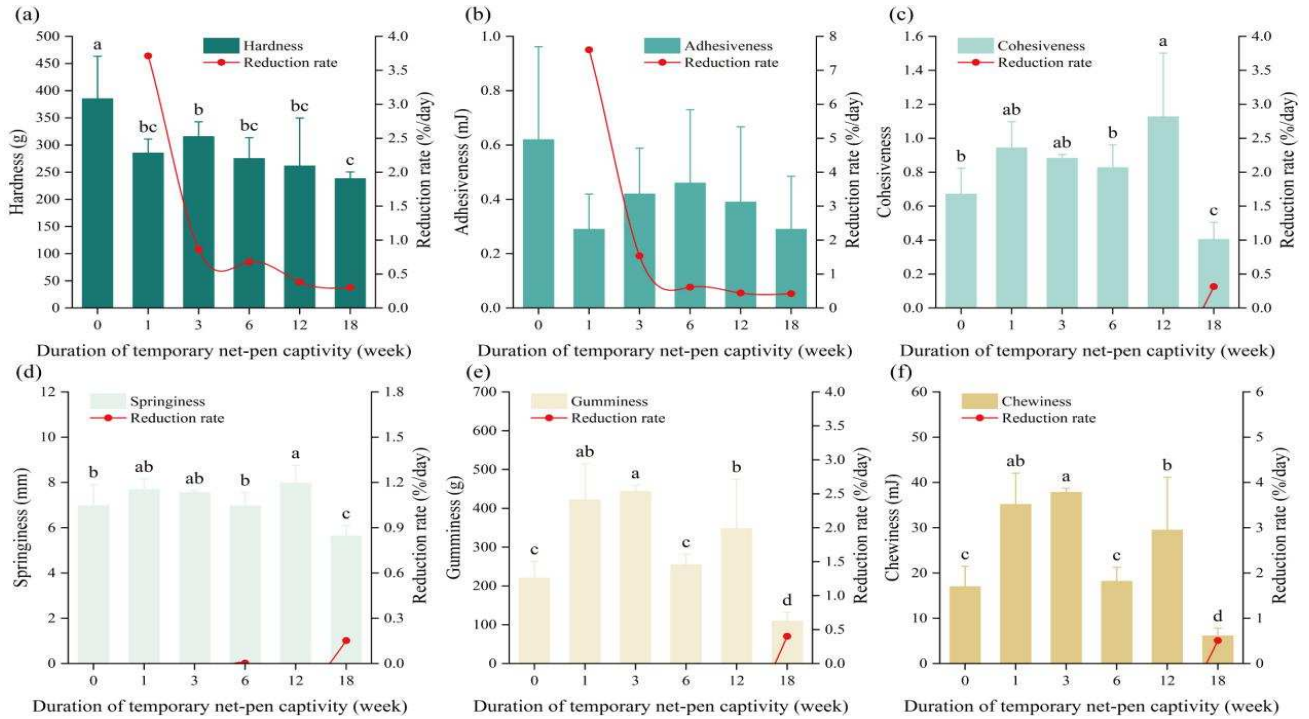 (a)
Hardness
Reduction rate
Hardness (g)
Reduction rate (%/day)
500
450
400
350
300
250
200
150
100
50
0
4.0
3.5
3.0
2.5
2.0
1.5
1.0
0.5
0.0
a
bc
b
bc
bc
c
0 1 3 6 12 18
Duration of temporary net-pen captivity (week)
(b)
Adhesiveness
Reduction rate
Adhesiveness (mJ)
Reduction rate (%/day)
1.0
0.8
0.6
0.4
0.2
0.0
8
7
6
5
4
3
2
1
0
0 1 3 6 12 18
Duration of temporary net-pen captivity (week)
(c)
Cohesiveness
Reduction rate
Cohesiveness
Reduction rate (%/day)
1.6
1.4
1.2
1.0
0.8
0.6
0.4
0.2
0.0
4.0
3.5
3.0
2.5
2.0
1.5
1.0
0.5
0.0
b
ab
ab
b
a
c
0 1 3 6 12 18
Duration of temporary net-pen captivity (week)
(d)
Springiness
Reduction rate
Springiness (mm)
Reduction rate (%/day)
12
10
8
6
4
2
0
1.8
1.5
1.2
0.9
0.6
0.3
0.0
b
ab
ab
b
a
c
0 1 3 6 12 18
Duration of temporary net-pen captivity (week)
(e)
Gumminess
Reduction rate
Gumminess (g)
Reduction rate (%/day)
700
600
500
400
300
200
100
0
4.0
3.5
3.0
2.5
2.0
1.5
1.0
0.5
0.0
c
ab
a
c
b
d
0 1 3 6 12 18
Duration of temporary net-pen captivity (week)
(f)
Chewiness
Reduction rate
Chewiness (mJ)
Reduction rate (%/day)
60
50
40
30
20
10
0
6
5
4
3
2
1
0
c
ab
a
c
b
d
0 1 3 6 12 18
Duration of temporary net-pen captivity (week)